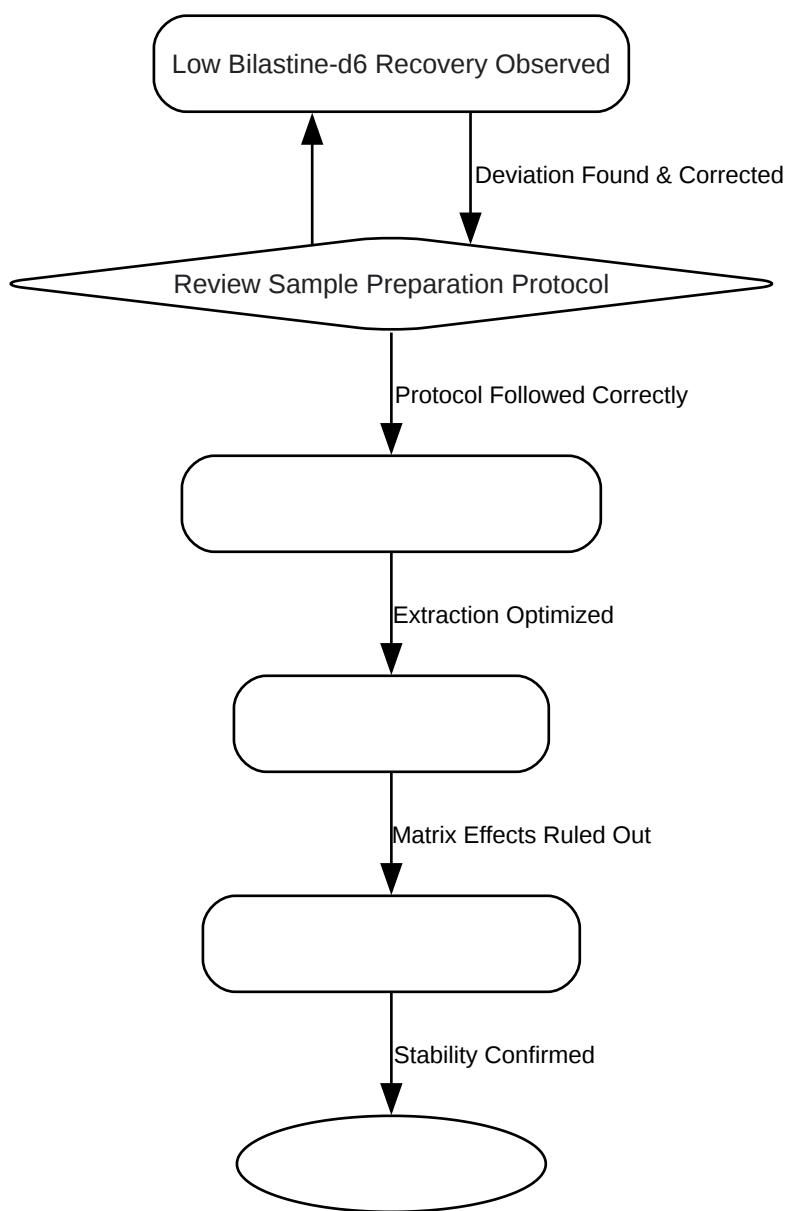 Low Bilastine-d6 Recovery Observed
Deviation Found & Corrected
Review Sample Preparation Protocol
Protocol Followed Correctly
Extraction Optimized
Matrix Effects Ruled Out
Stability Confirmed